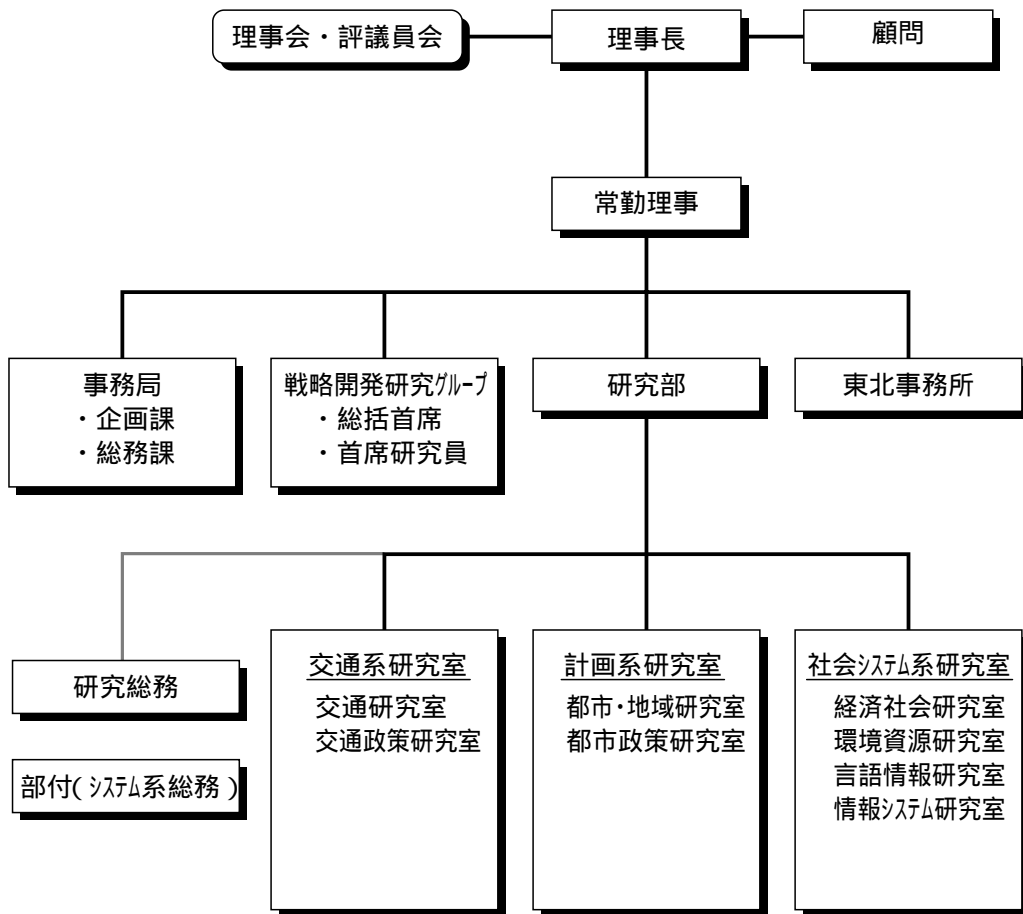 理事会・評議員会
理事長
顧問
常勤理事
事務局
・企画課
・総務課
戦略開発研究ｸﾞﾙｰﾌﾟ
・総括首席
・首席研究員
研究部
東北事務所
研究総務
部付(ｼｽﾃﾑ系総務)
交通系研究室
交通研究室
交通政策研究室
計画系研究室
都市･地域研究室
都市政策研究室
社会ｼｽﾃﾑ系研究室
経済社会研究室
環境資源研究室
言語情報研究室
情報ｼｽﾃﾑ研究室